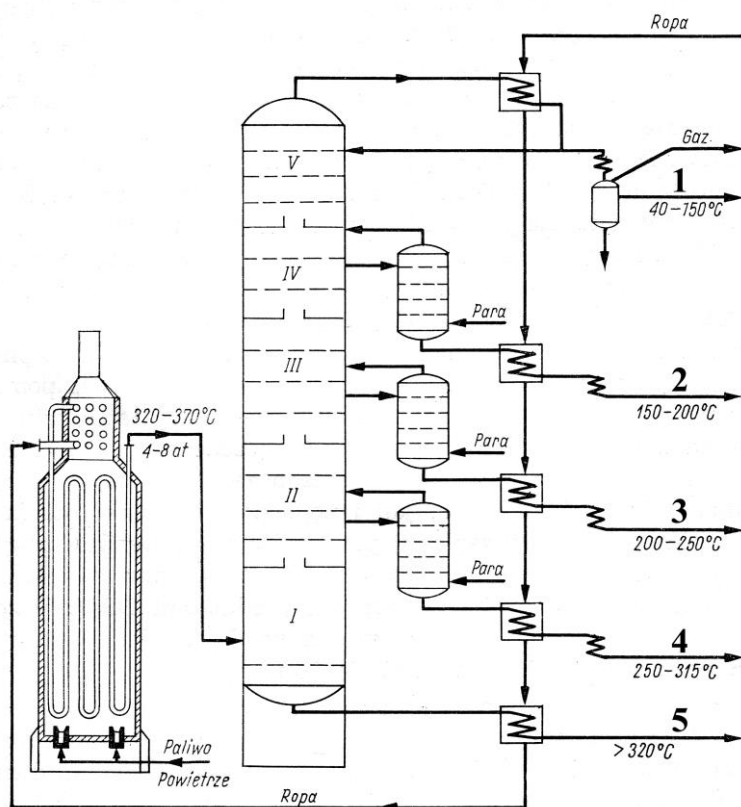 Ropa
Gaz
1
40-150°C
V
IV
Para
2
150-200°C
III
320-370°C
4-8 at
Para
3
200-250°C
II
Para
4
250-315°C
I
5
>320°C
Paliwo
Powietrze
Ropa